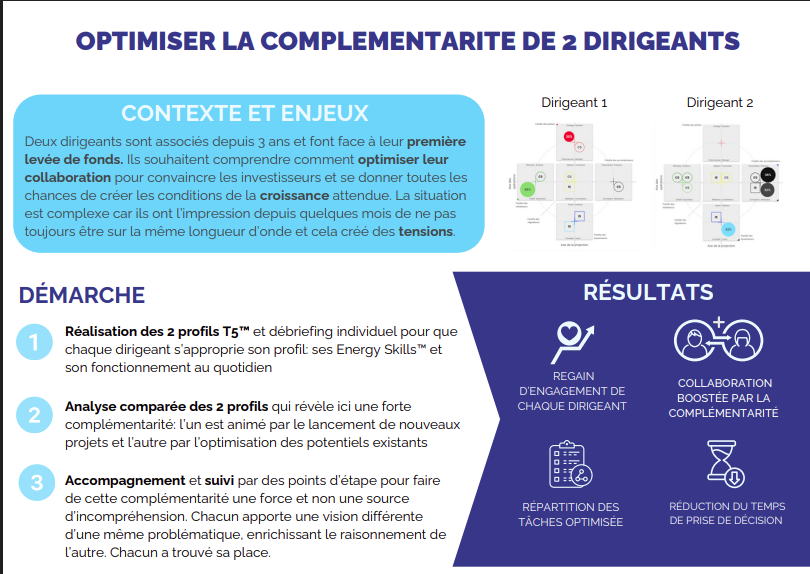 OPTIMISER LA COMPLEMENTARITE DE 2 DIRIGEANTS
CONTEXTE ET ENJEUX
Deux dirigeants sont associés depuis 3 ans et font face à leur première
levée de fonds. Ils souhaitent comprendre comment optimiser leur
collaboration pour convaincre les investisseurs et se donner toutes les
chances de créer les conditions de la croissance attendue. La situation
est complexe car ils ont l'impression depuis quelques mois de ne pas
toujours être sur la même longueur d'onde et cela créé des tensions.
Dirigeant 1
Dirigeant 2
DÉMARCHE
1
Réalisation des 2 profils T5™ et débriefing individuel pour que
chaque dirigeant s'approprie son profil: ses Energy Skills™ et
son fonctionnement au quotidien
2
Analyse comparée des 2 profils qui révèle ici une forte
complémentarité: l'un est animé par le lancement de nouveaux
projets et l'autre par l'optimisation des potentiels existants
3
Accompagnement et suivi par des points d'étape pour faire
de cette complémentarité une force et non une source
d'incompréhension. Chacun apporte une vision différente
d'une même problématique, enrichissant le raisonnement de
l'autre. Chacun a trouvé sa place.
RÉSULTATS
REGAIN
D'ENGAGEMENT DE
CHAQUE DIRIGEANT
COLLABORATION
BOOSTÉE PAR LA
COMPLÉMENTARITÉ
RÉPARTITION DES
TÂCHES OPTIMISÉE
RÉDUCTION DU TEMPS
DE PRISE DE DÉCISION